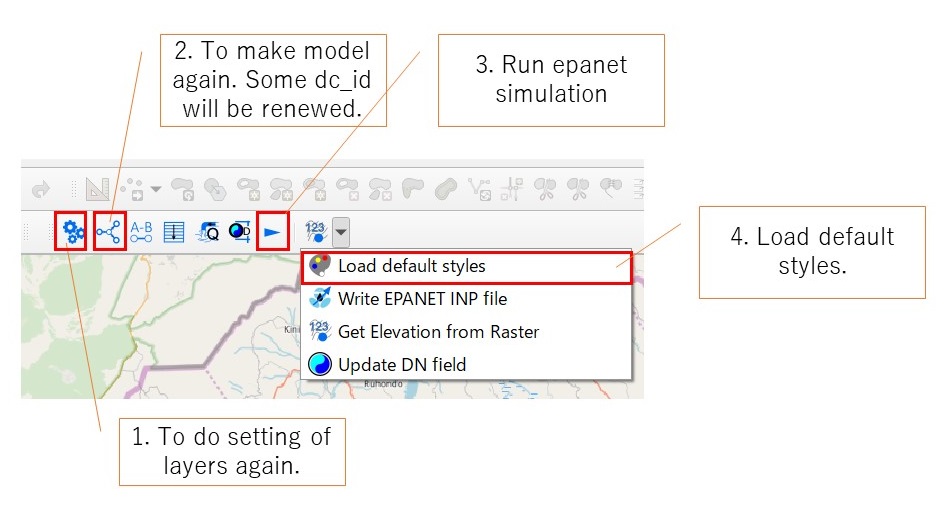 2. To make model
again. Some dc_id
will be renewed.
3. Run epanet
simulation
A-B
123
4. Load default
styles.
Load default styles
Write EPANET INP file
123
Get Elevation from Raster
Update DN field
Kini
Ruhondo
1. To do setting of
layers again.